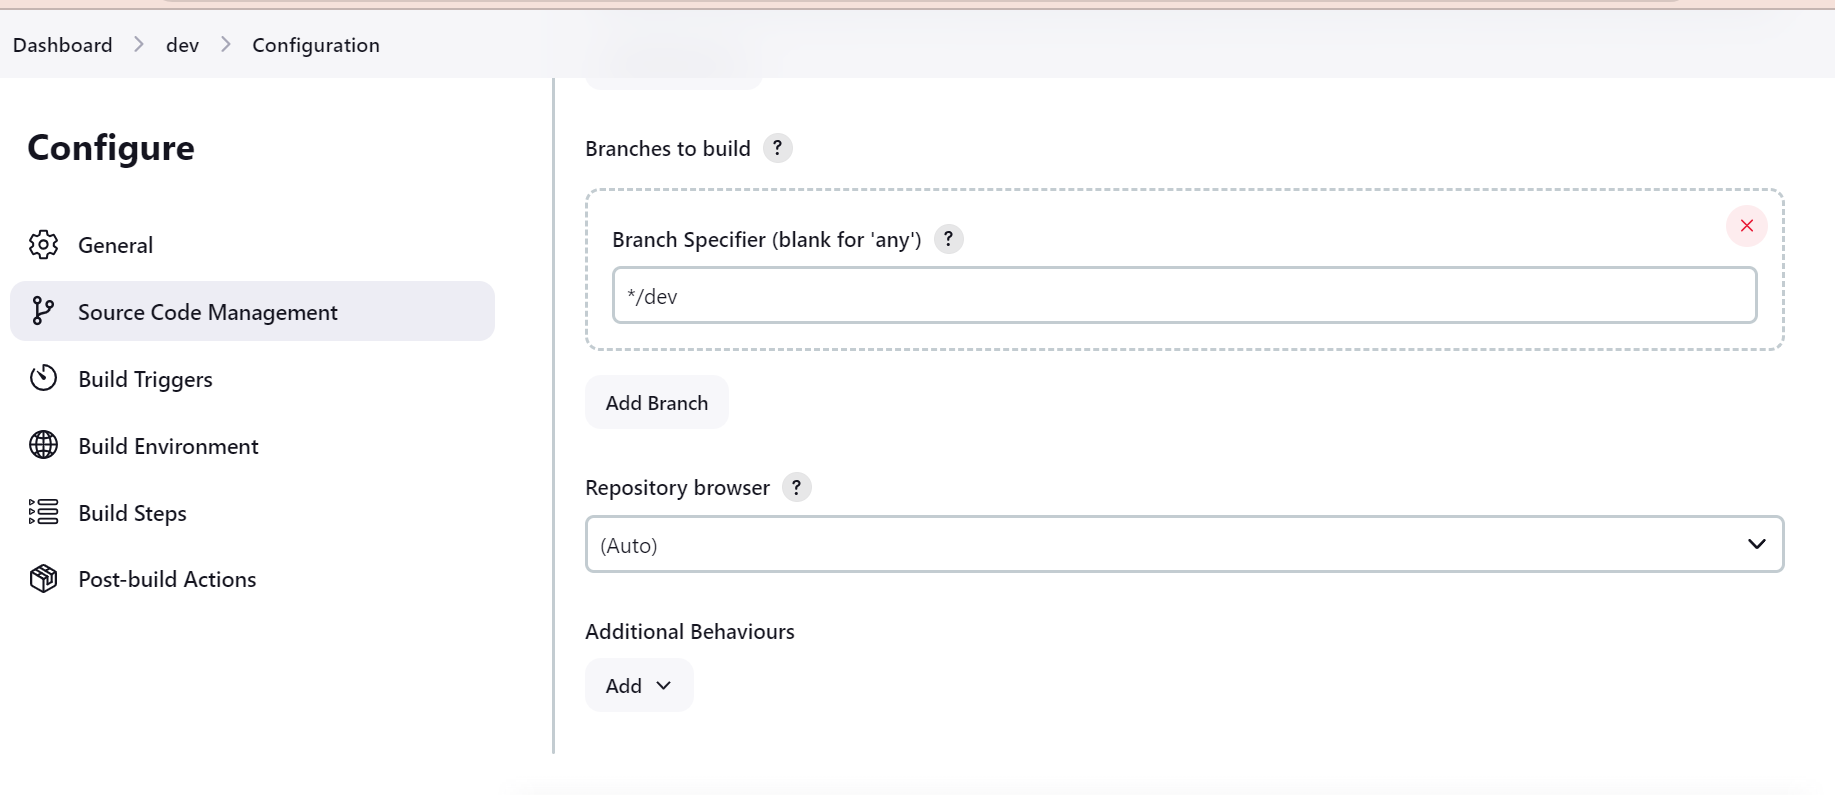 Dashboard > dev > Configuration
Configure
General
Source Code Management
Build Triggers
Build Environment
Build Steps
Post-build Actions
Branches to build ?
Branch Specifier (blank for 'any') ?
*/dev
Add Branch
Repository browser ?
(Auto)
Additional Behaviours
Add